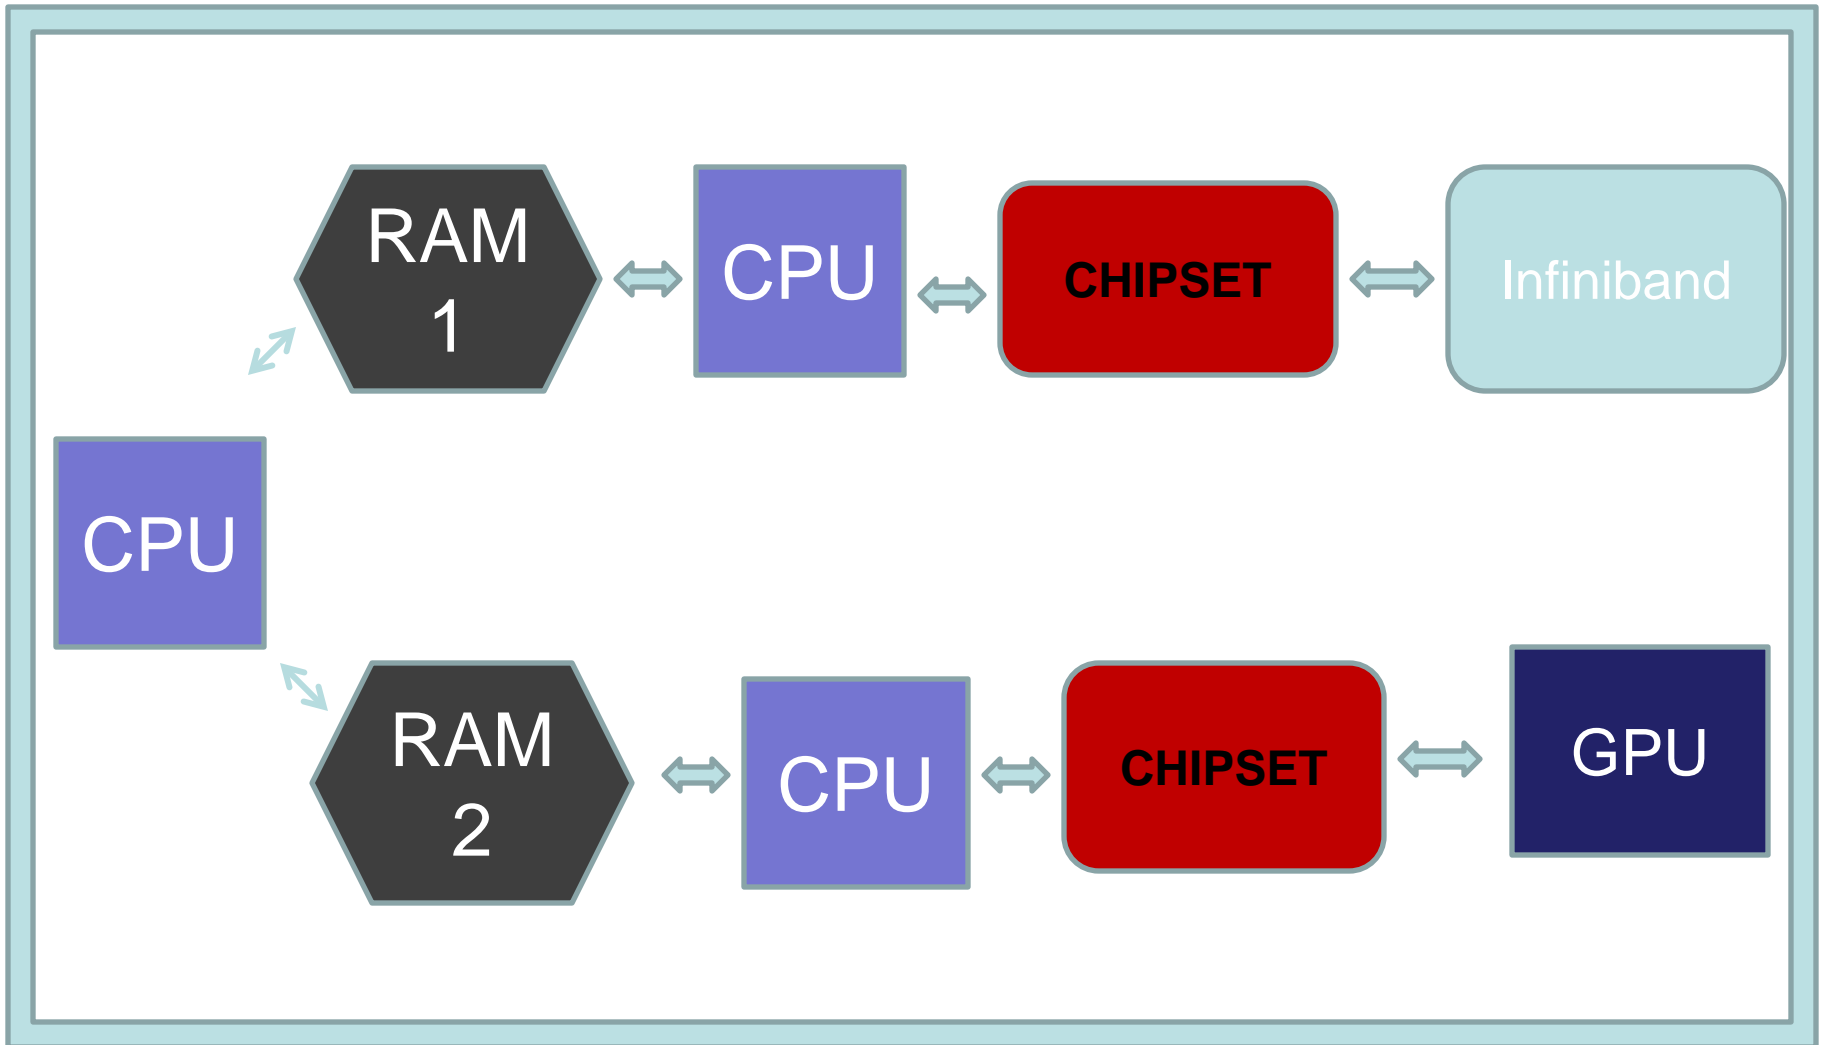 RAM
1
CPU
CHIPSET
Infiniband
CPU
RAM
2
CPU
CHIPSET
GPU